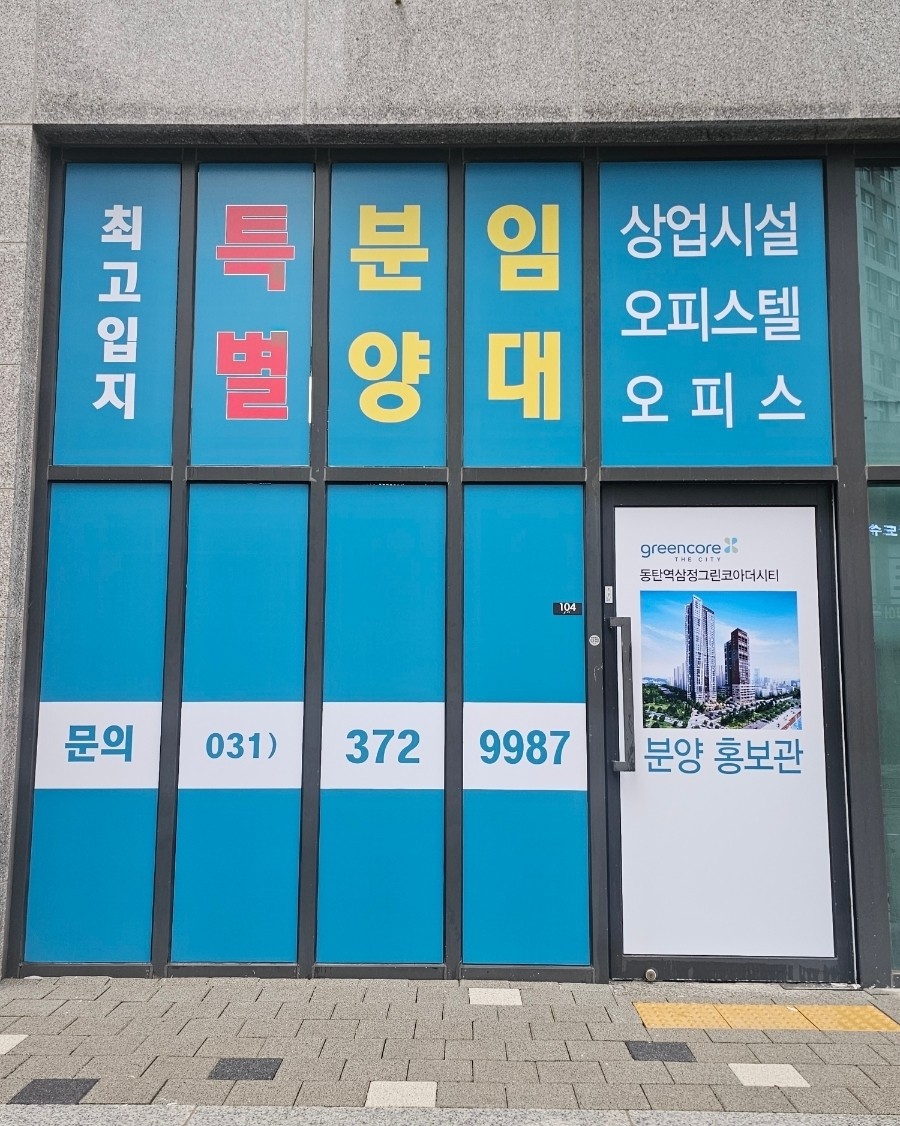 최고입지
특별
분양
임대
상업시설
오피스텔
오피스
greencore
THE CITY
동탄역삼정그린코아더시티
104
문의 031) 372 9987
분양 홍보관